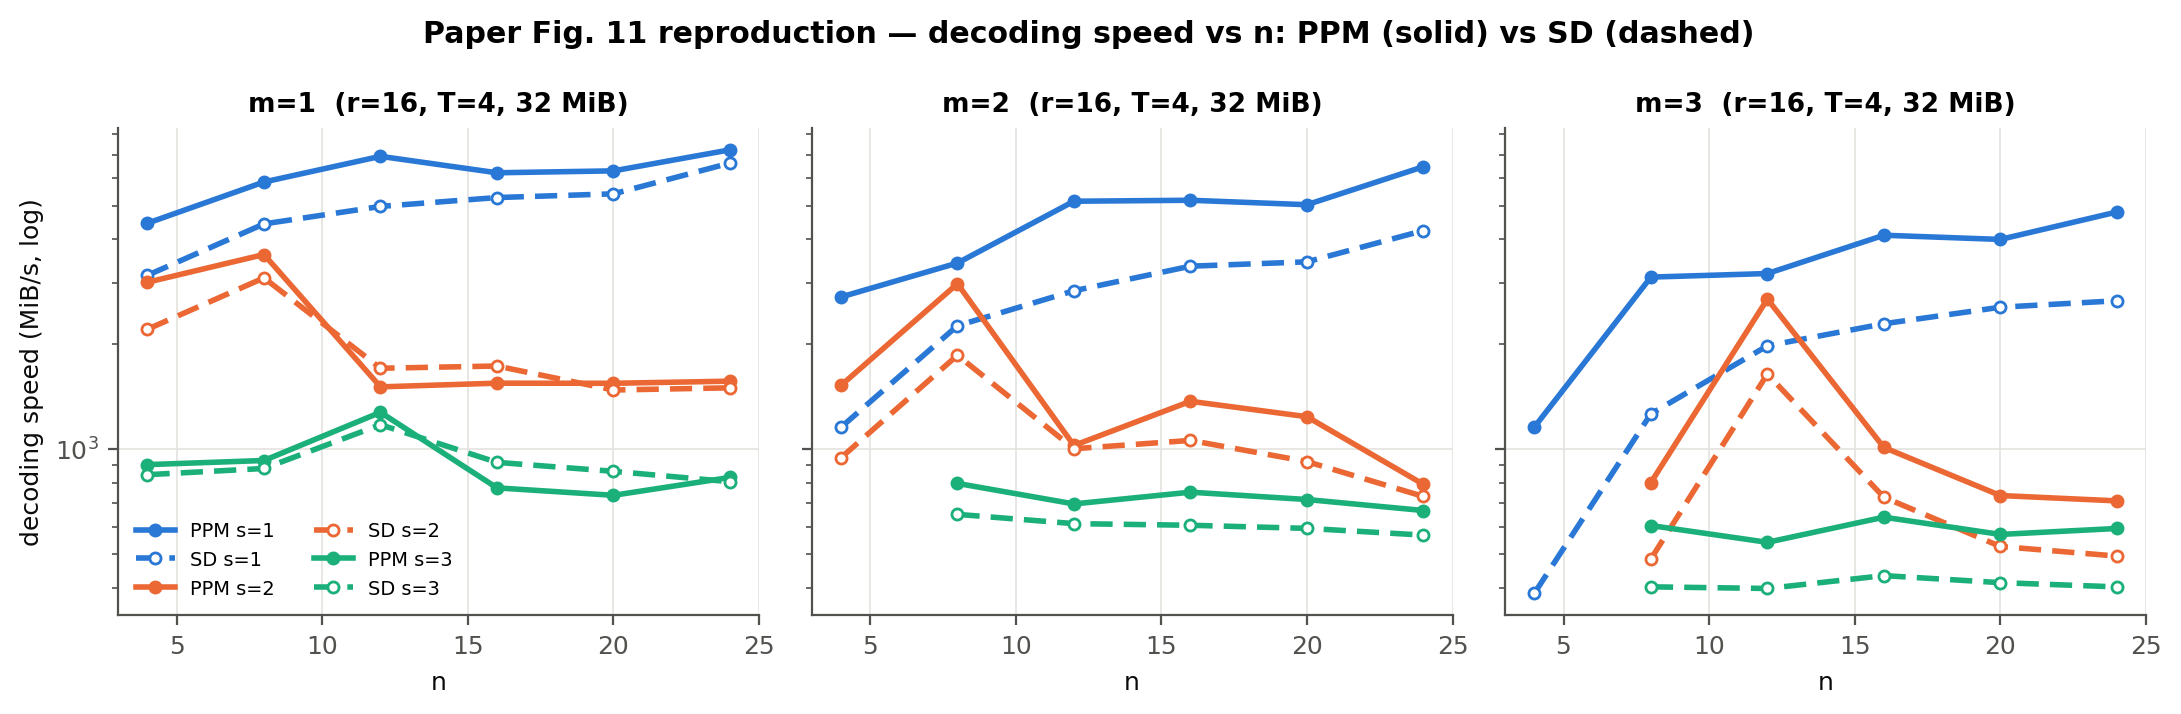 Paper Fig. 11 reproduction — decoding speed vs n: PPM (solid) vs SD (dashed)
m=1  (r=16, T=4, 32 MiB)
m=2  (r=16, T=4, 32 MiB)
m=3  (r=16, T=4, 32 MiB)
decoding speed (MiB/s, log)
10³
PPM s=1
SD s=1
PPM s=2
SD s=2
PPM s=3
SD s=3
5 10 15 20 25
5 10 15 20 25
5 10 15 20 25
n
n
n